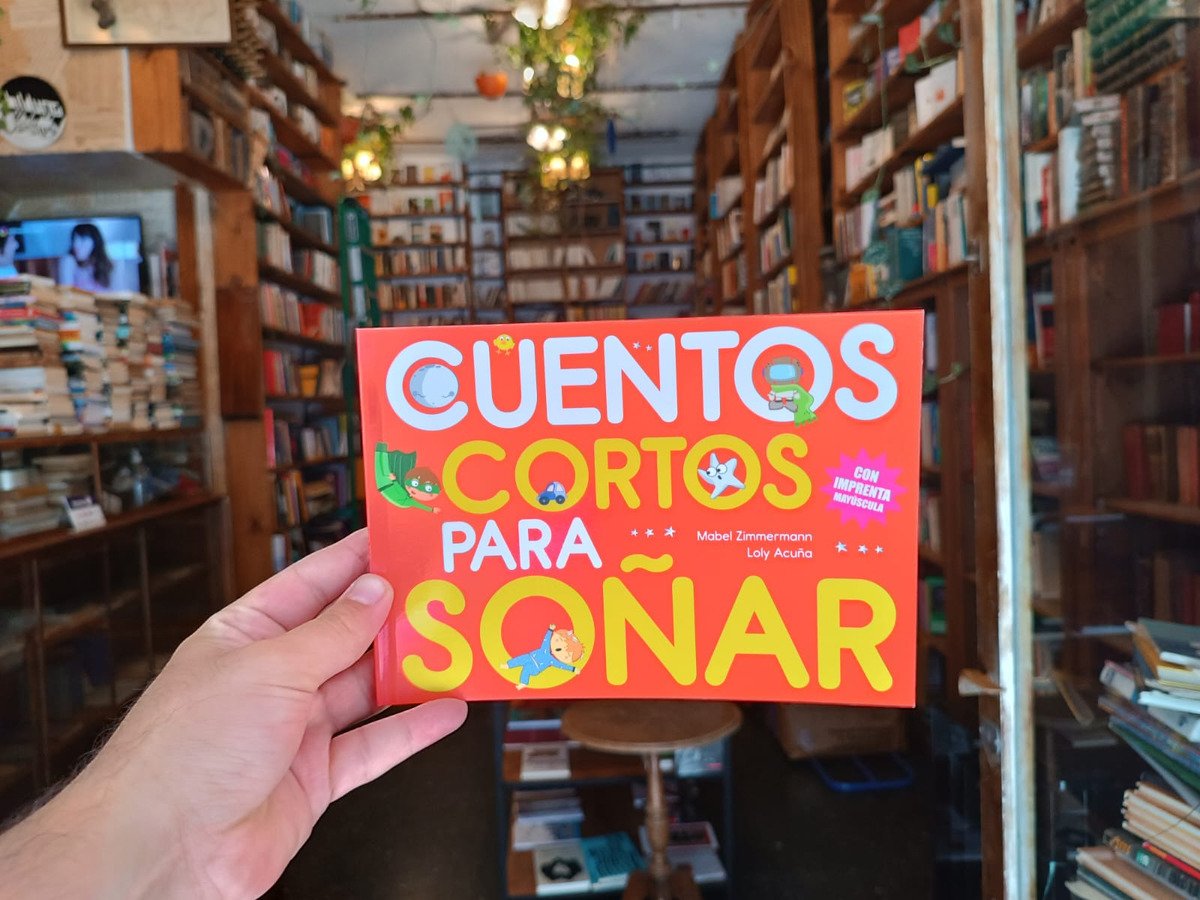 CUENTOS
CORTOS
CON
IMPRENTA
MAYÚSCULA
PARA
Mabel Zimmermann
Loly Acuña
SOÑAR